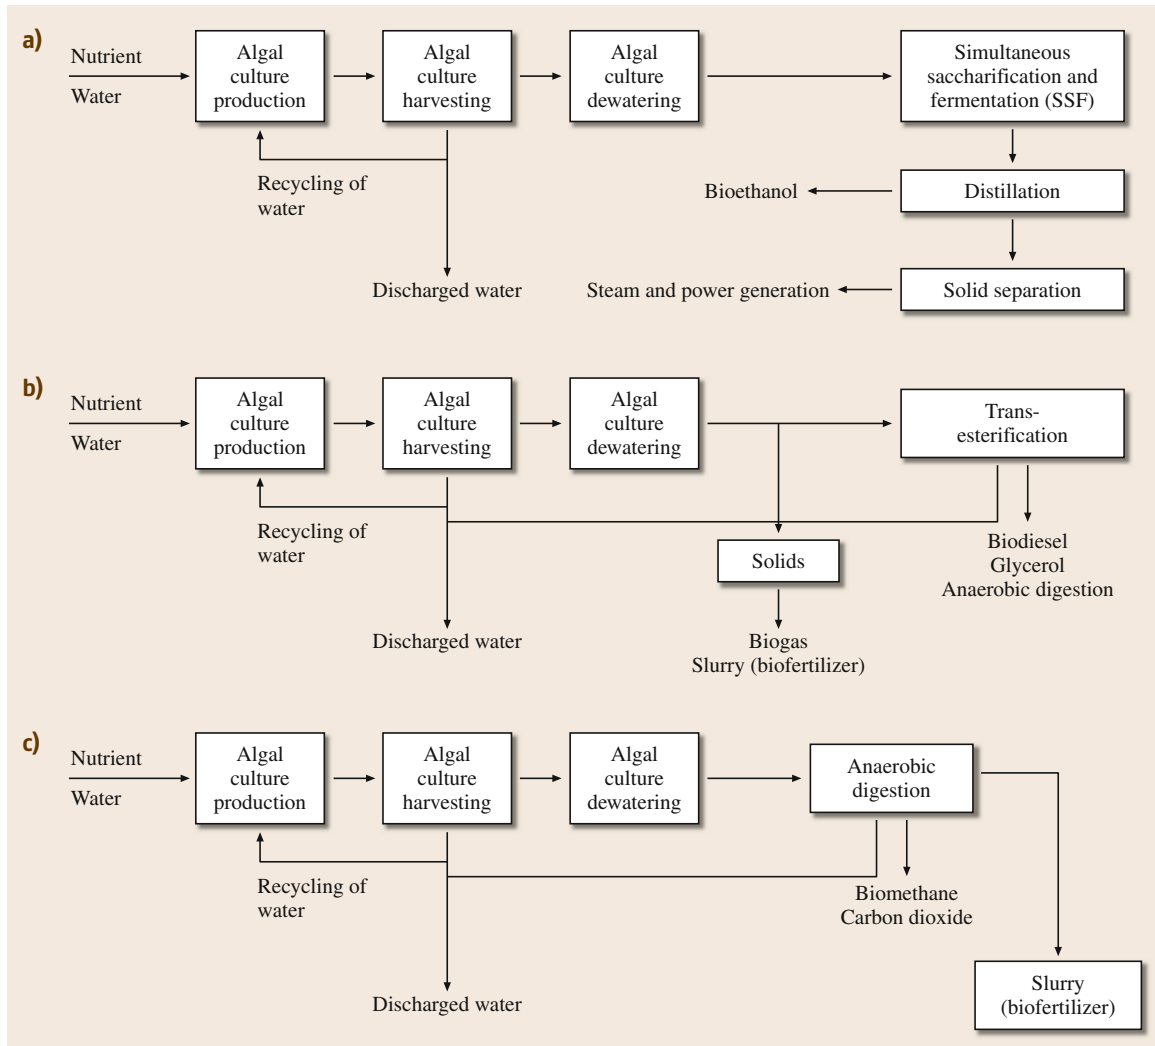 a)
Nutrient
Water
Algal
culture
production
Algal
culture
harvesting
Algal
culture
dewatering
Simultaneous
saccharification and
fermentation (SSF)
Recycling of
water
Bioethanol
Distillation
Discharged water
Steam and power generation
Solid separation
b)
Nutrient
Water
Algal
culture
production
Algal
culture
harvesting
Algal
culture
dewatering
Trans-
esterification
Recycling of
water
Solids
Biodiesel
Glycerol
Anaerobic digestion
Discharged water
Biogas
Slurry (biofertilizer)
c)
Nutrient
Water
Algal
culture
production
Algal
culture
harvesting
Algal
culture
dewatering
Anaerobic
digestion
Recycling of
water
Biomethane
Carbon dioxide
Discharged water
Slurry
(biofertilizer)